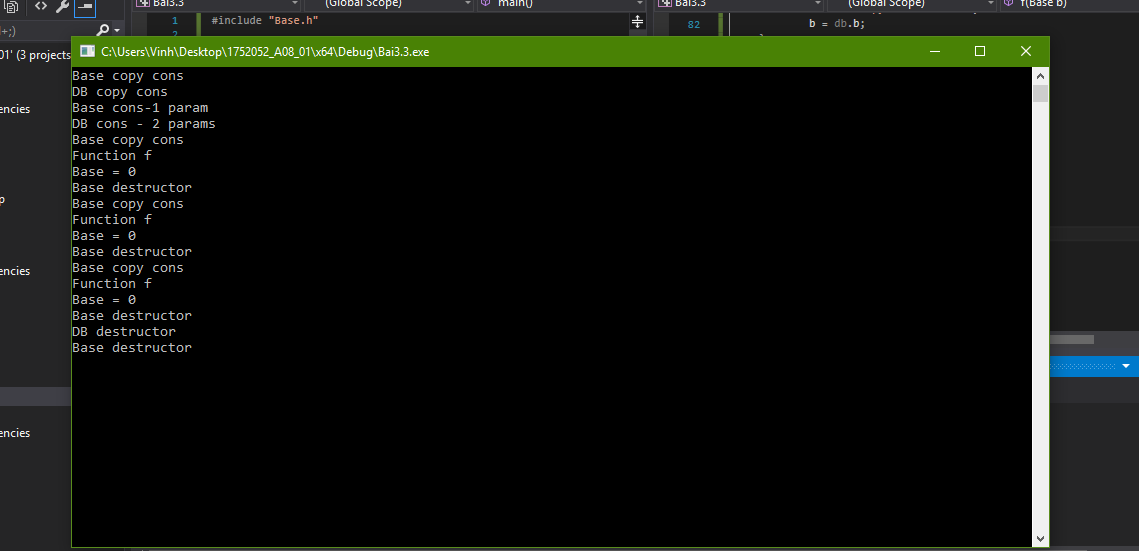 Bai3.3
(Global Scope)
main()
Bai3.3
(Global Scope)
f(Base b)
1 #include "Base.h"
2
82 b = db.b;
+;)
01' (3 projects
C:\Users\Vinh\Desktop\1752052_A08_01\x64\Debug\Bai3.3.exe
Base copy cons
DB copy cons
Base cons-1 param
DB cons - 2 params
Base copy cons
Function f
Base = 0
Base destructor
Base copy cons
Function f
Base = 0
Base destructor
Base copy cons
Function f
Base = 0
Base destructor
DB destructor
Base destructor
encies
p
encies
encies